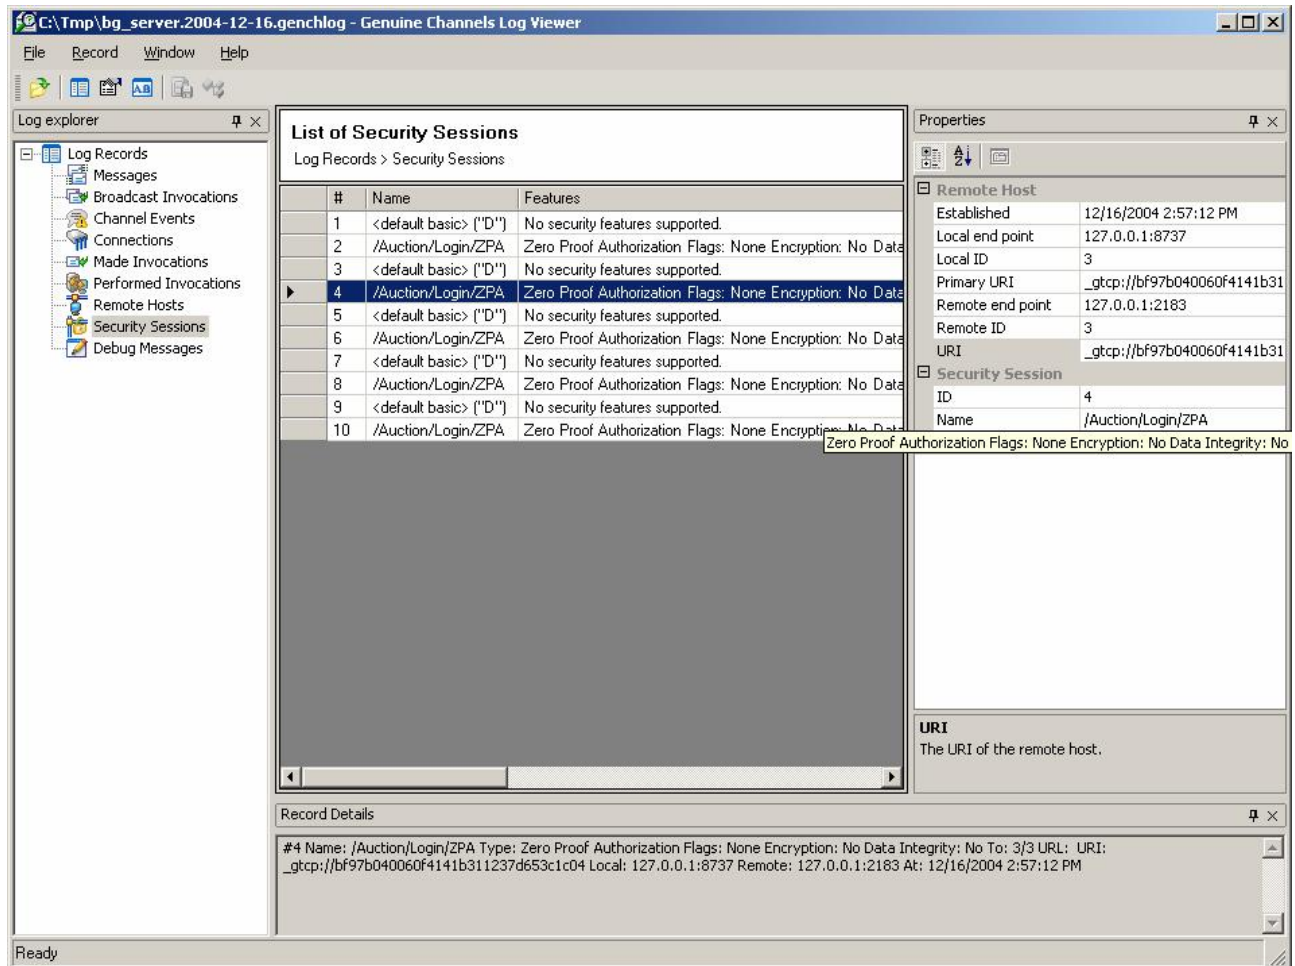 C:\Tmp\bg_server.2004-12-16.genchlog - Genuine Channels Log Viewer
File Record Window Help
Log explorer
Log Records
Messages
Broadcast Invocations
Channel Events
Connections
Made Invocations
Performed Invocations
Remote Hosts
Security Sessions
Debug Messages
List of Security Sessions
Log Records > Security Sessions
# Name Features
1 <default basic> ("D") No security features supported.
2 /Auction/Login/ZPA Zero Proof Authorization Flags: None Encryption: No Data
3 <default basic> ("D") No security features supported.
4 /Auction/Login/ZPA Zero Proof Authorization Flags: None Encryption: No Data
5 <default basic> ("D") No security features supported.
6 /Auction/Login/ZPA Zero Proof Authorization Flags: None Encryption: No Data
7 <default basic> ("D") No security features supported.
8 /Auction/Login/ZPA Zero Proof Authorization Flags: None Encryption: No Data
9 <default basic> ("D") No security features supported.
10 /Auction/Login/ZPA Zero Proof Authorization Flags: None Encryption: No Data
Zero Proof Authorization Flags: None Encryption: No Data Integrity: No
Properties
Remote Host
Established 12/16/2004 2:57:12 PM
Local end point 127.0.0.1:8737
Local ID 3
Primary URI _gtcp://bf97b040060f4141b31
Remote end point 127.0.0.1:2183
Remote ID 3
URI _gtcp://bf97b040060f4141b31
Security Session
ID 4
Name /Auction/Login/ZPA
URI
The URI of the remote host.
Record Details
#4 Name: /Auction/Login/ZPA Type: Zero Proof Authorization Flags: None Encryption: No Data Integrity: No To: 3/3 URL: URI:
_gtcp://bf97b040060f4141b311237d653c1c04 Local: 127.0.0.1:8737 Remote: 127.0.0.1:2183 At: 12/16/2004 2:57:12 PM
Ready